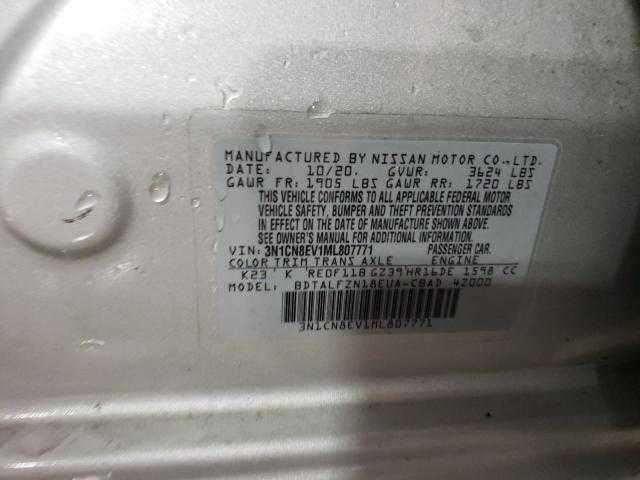 MANUFACTURED BY NISSAN MOTOR CO.,LTD.
DATE: 10/20. GVWR: 3624 LBS
GAWR FR: 1905 LBS GAWR RR: 1720 LBS
THIS VEHICLE CONFORMS TO ALL APPLICABLE FEDERAL MOTOR
VEHICLE SAFETY, BUMPER AND THEFT PREVENTION STANDARDS
IN EFFECT ON THE DATE OF MANUFACTURE SHOWN ABOVE.
SEE OWNER'S MANUAL FOR ADDITIONAL INFORMATION.
VIN: 3N1CN8EV1ML807771 PASSENGER CAR.
COLOR TRIM TRANS AXLE ENGINE
K23 K RE0F11B GZ39 HR16DE 1598 CC
MODEL: BDTALFZN18EUA-CBAD 42000
3N1CN8EV1ML807771